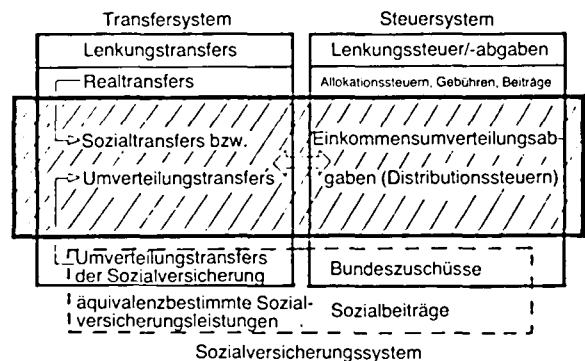 Transfersystem
Steuersystem
Lenkungstransfers
Lenkungssteuer/-abgaben
Realtransfers
Allokationssteuern, Gebühren, Beiträge
Sozialtransfers bzw.
Einkommensumverteilungsab-
Umverteilungstransfers
gaben (Distributionssteuern)
Umverteilungstransfers
der Sozialversicherung
Bundeszuschüsse
äquivalenzbestimmte Sozial-
versicherungsleistungen
Sozialbeiträge
Sozialversicherungssystem